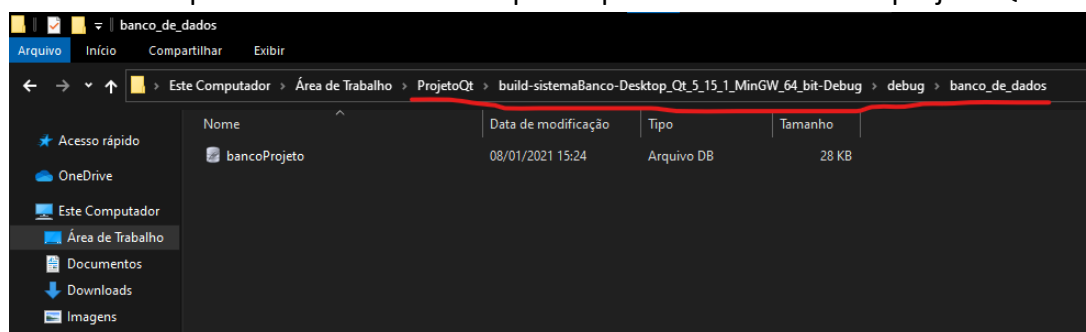 banco_de_dados
Arquivo Início Compartilhar Exibir
Este Computador > Área de Trabalho > ProjetoQt > build-sistemaBanco-Desktop_Qt_5_15_1_MinGW_64_bit-Debug > debug > banco_de_dados
Nome Data de modificação Tipo Tamanho
Acesso rápido
bancoProjeto 08/01/2021 15:24 Arquivo DB 28 KB
OneDrive
Este Computador
Área de Trabalho
Documentos
Downloads
Imagens